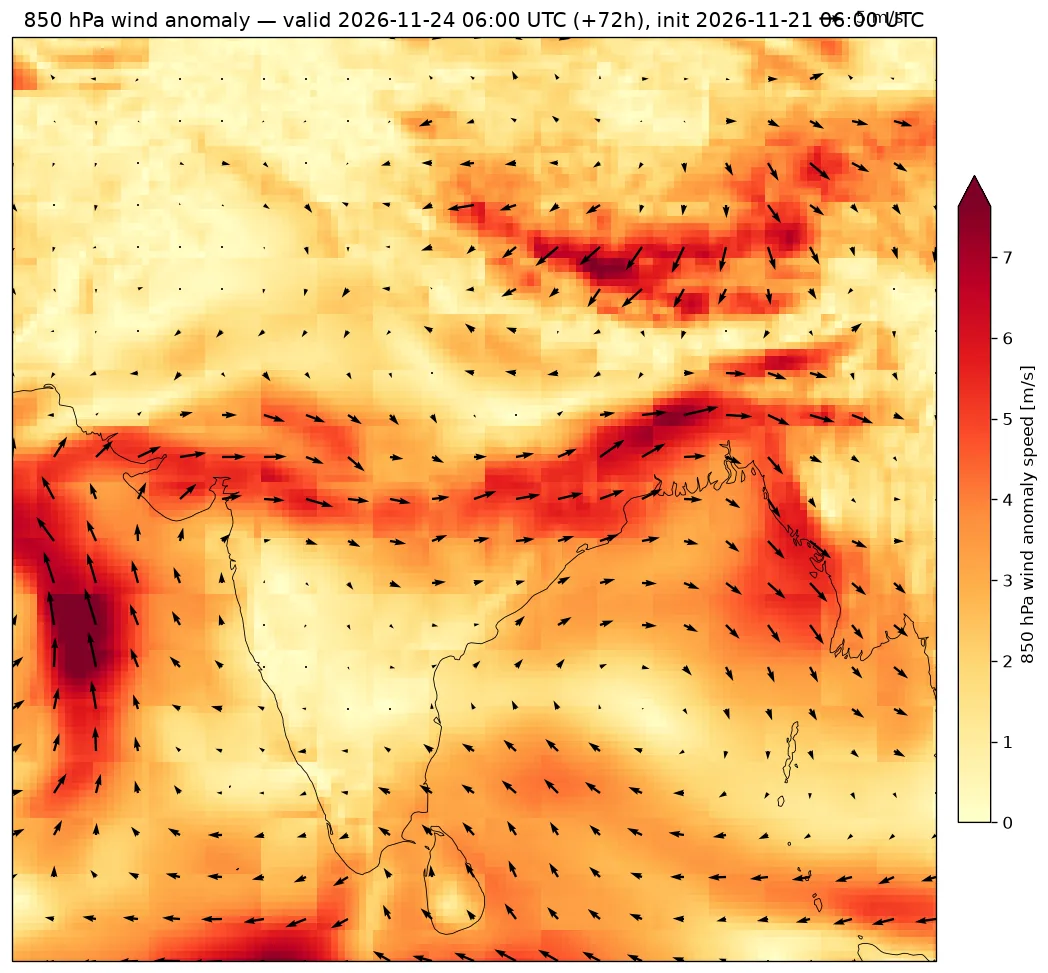 850 hPa wind anomaly — valid 2026-11-24 06:00 UTC (+72h), init 2026-11-21 06:00 UTC
5 m/s
7
6
5
4
3
2
1
0
850 hPa wind anomaly speed [m/s]